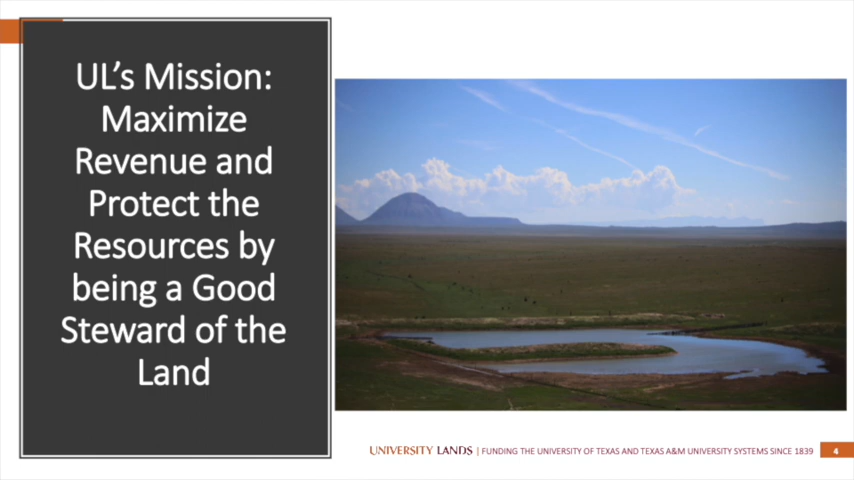 UL's Mission:
Maximize
Revenue and
Protect the
Resources by
being a Good
Steward of the
Land
UNIVERSITY LANDS | FUNDING THE UNIVERSITY OF TEXAS AND TEXAS A&M UNIVERSITY SYSTEMS SINCE 1839
4